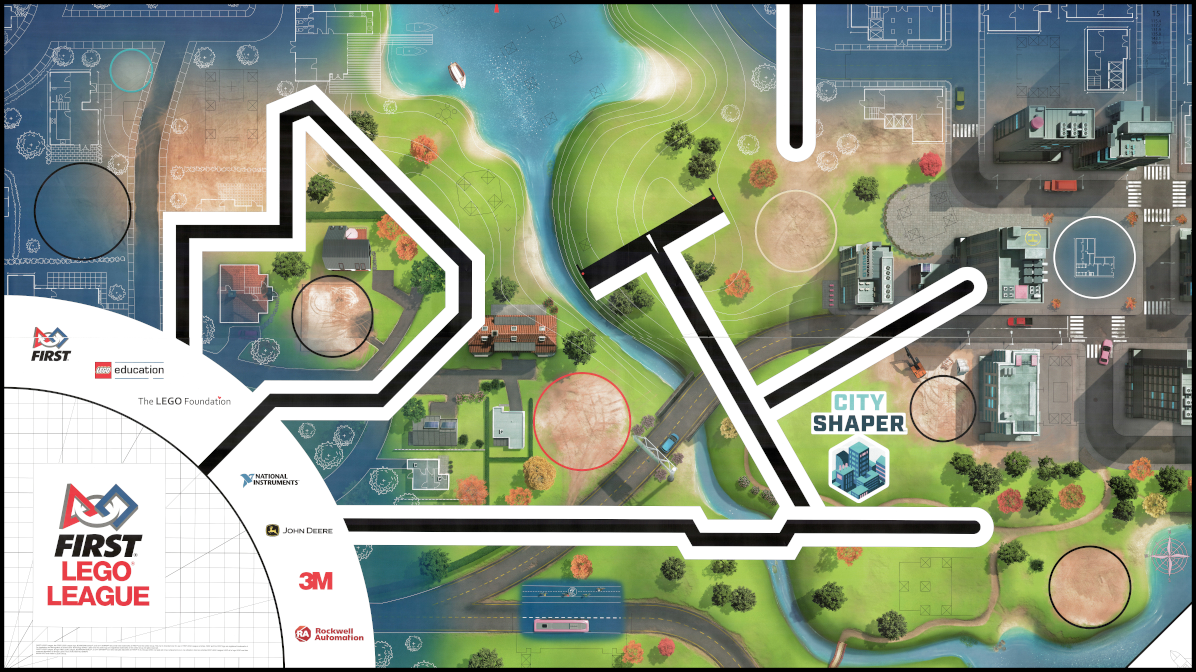 FIRST
LEGO education
The LEGO Foundation
NATIONAL
INSTRUMENTS
JOHN DEERE
3M
RA Rockwell
Automation
FIRST
LEGO
LEAGUE
CITY
SHAPER